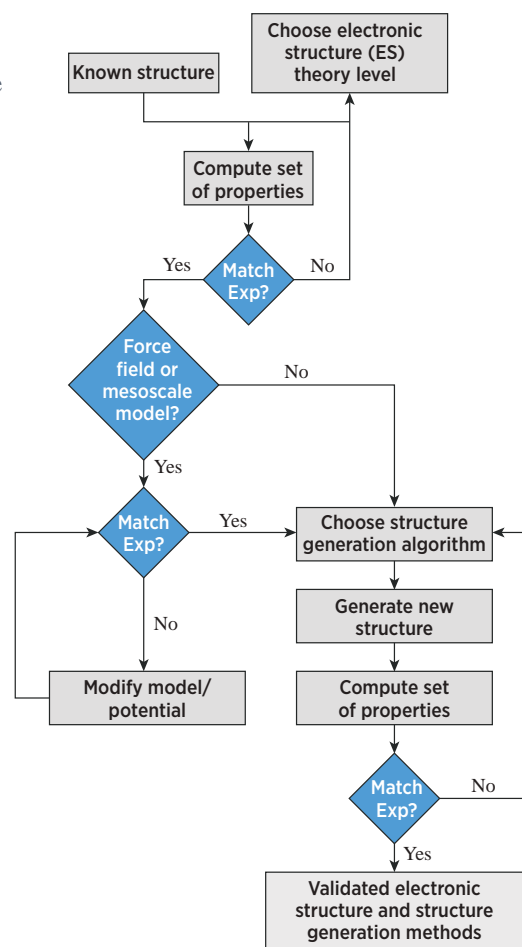 Choose electronic
structure (ES)
theory level
Known structure
e
Compute set
of properties
Yes
Match
Exp?
No
Force
field or
mesoscale
model?
No
Yes
Match
Exp?
Yes
Choose structure
generation algorithm
No
Generate new
structure
Modify model/
potential
Compute set
of properties
Match
Exp?
No
Yes
Validated electronic
structure and structure
generation methods